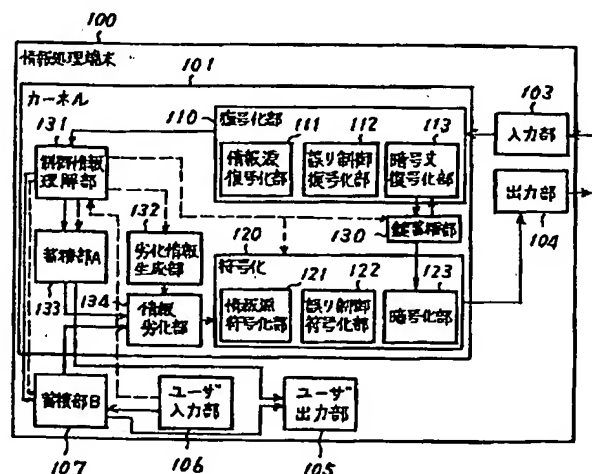 100
情報処理端末
101
カーネル
110
復号化部
103
入力部
131
制御情報
理解部
111
112
113
情報源
復号化部
誤り制御
復号化部
暗号文
復号化部
出力部
104
132
130
鍵蓄積部
劣化情報
生成部
120
符号化
蓄積部A
133
134
121
122
123
情報
劣化部
情報源
符号化部
誤り制御
符号化部
暗号化部
蓄積部B
ユーザ
入力部
ユーザ
出力部
107
106
105